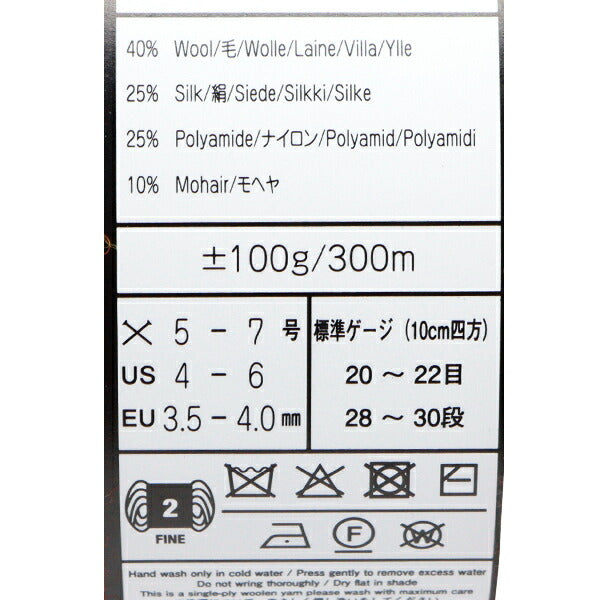 40% Wool/毛/Wolle/Laine/Villa/Ylle
25% Silk/絹/Siede/Silkki/Silke
25% Polyamide/ナイロン/Polyamid/Polyamidi
10% Mohair/モヘヤ
±100g/300m
5 - 7 号
US 4 - 6
EU 3.5 - 4.0 mm
標準ゲージ (10cm四方)
20 ～ 22目
28 ～ 30段
2
FINE
F
W
Hand wash only in cold water / Press gently to remove excess water
Do not wring thoroughly / Dry flat in shade
This is a single-ply woolen yarn please wash with maximum care